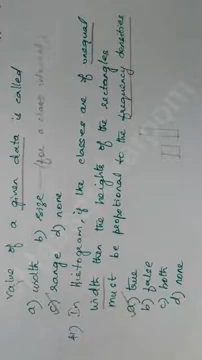 Value of a given data is called
a) width b) size (for a class interval)
c) range d) none
41) In Histogram, if the classes are of unequal
width then the heights of the rectangles
must be propotional to the frequency densities
a) true
b) false
c) both
d) none